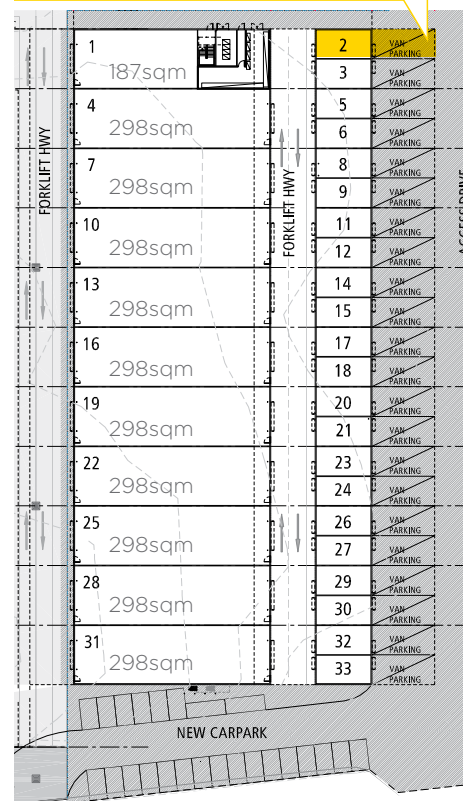 1
187sqm
2
VAN
PARKING
3
VAN
PARKING
4
298sqm
5
VAN
PARKING
6
VAN
PARKING
FORKLIFT HWY
FORKLIFT HWY
7
298sqm
8
VAN
PARKING
9
VAN
PARKING
10
298sqm
11
VAN
PARKING
12
VAN
PARKING
13
298sqm
14
VAN
PARKING
15
VAN
PARKING
16
298sqm
17
VAN
PARKING
18
VAN
PARKING
19
298sqm
20
VAN
PARKING
21
VAN
PARKING
22
298sqm
23
VAN
PARKING
24
VAN
PARKING
25
298sqm
26
VAN
PARKING
27
VAN
PARKING
28
298sqm
29
VAN
PARKING
30
VAN
PARKING
31
298sqm
32
VAN
PARKING
33
VAN
PARKING
NEW CARPARK